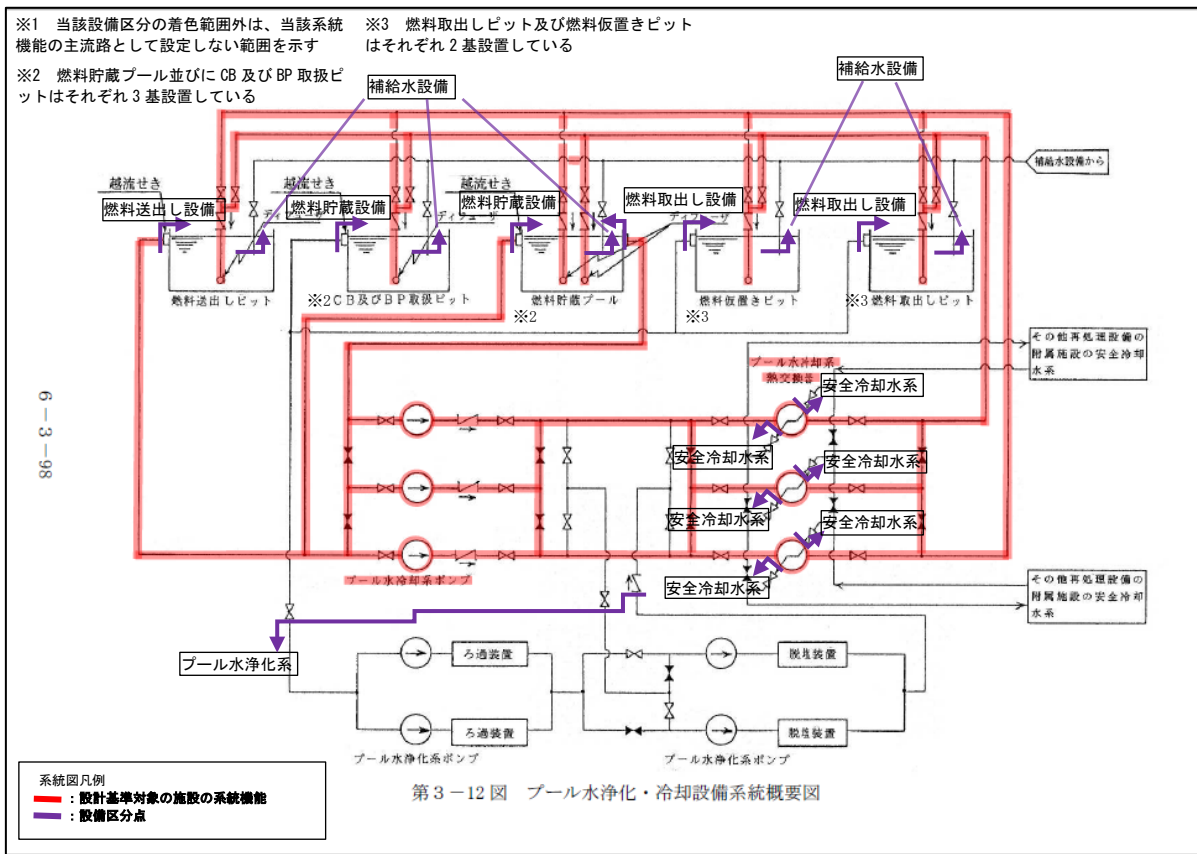 ※1　当該設備区分の着色範囲外は、当該系統
機能の主流路として設定しない範囲を示す
※2　燃料貯蔵プール並びに CB 及び BP 取扱ピ
ットはそれぞれ 3 基設置している
※3　燃料取出しピット及び燃料仮置きピット
はそれぞれ 2 基設置している
補給水設備
補給水設備
補給水設備から
越流せき
越流せき
越流せき
燃料送出し設備
燃料貯蔵設備
燃料貯蔵設備
燃料取出し設備
燃料取出し設備
ディフューザ
ディフューザ
ディフューザ
燃料送出しピット
※2
CB及びBP取扱ピット
燃料貯蔵プール
※2
燃料仮置きピット
※3
※3
燃料取出しピット
その他再処理設備の
附属施設の安全冷却
水系
プール水冷却系
熱交換器
安全冷却水系
安全冷却水系
安全冷却水系
安全冷却水系
安全冷却水系
安全冷却水系
プール水冷却系ポンプ
その他再処理設備の
附属施設の安全冷却
水系
6－3－98
プール水浄化系
ろ過装置
脱塩装置
ろ過装置
脱塩装置
プール水浄化系ポンプ
プール水浄化系ポンプ
系統図凡例
：設計基準対象の施設の系統機能
：設備区分点
第3－12図　プール水浄化・冷却設備系統概要図